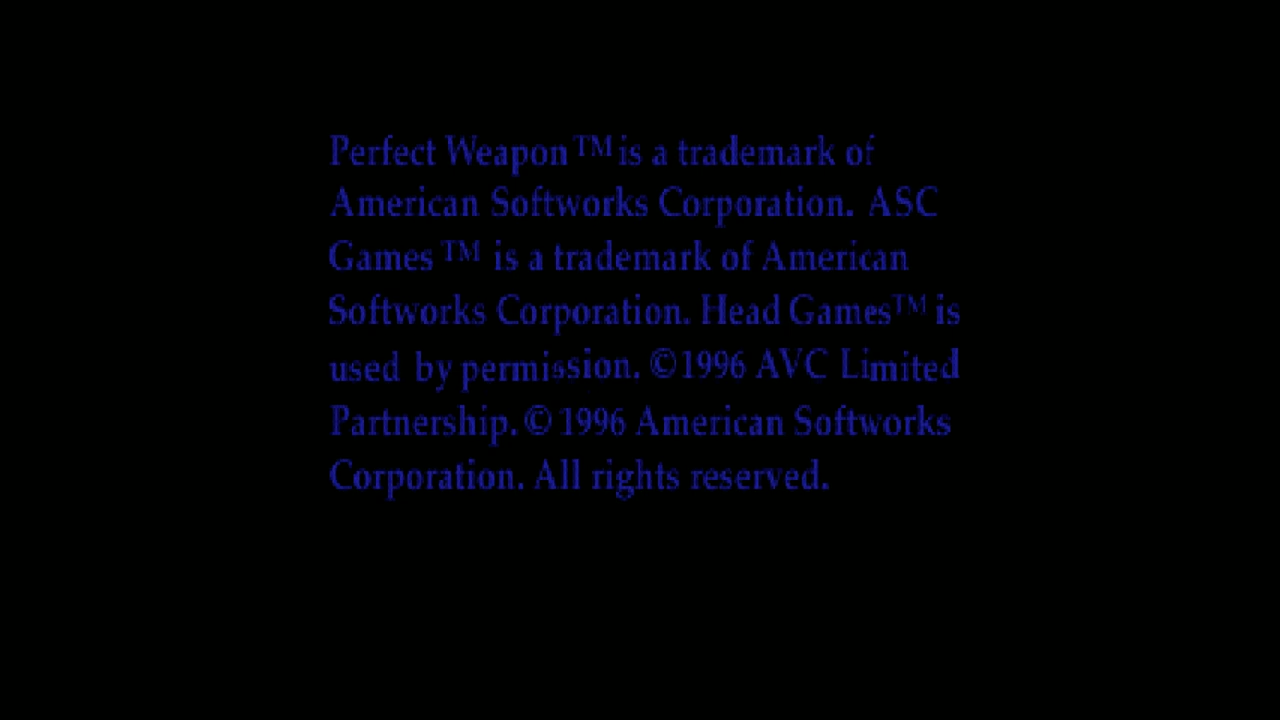 Perfect Weapon™ is a trademark of
American Softworks Corporation. ASC
Games™ is a trademark of American
Softworks Corporation. Head Games™ is
used by permission. ©1996 AVC Limited
Partnership. © 1996 American Softworks
Corporation. All rights reserved.